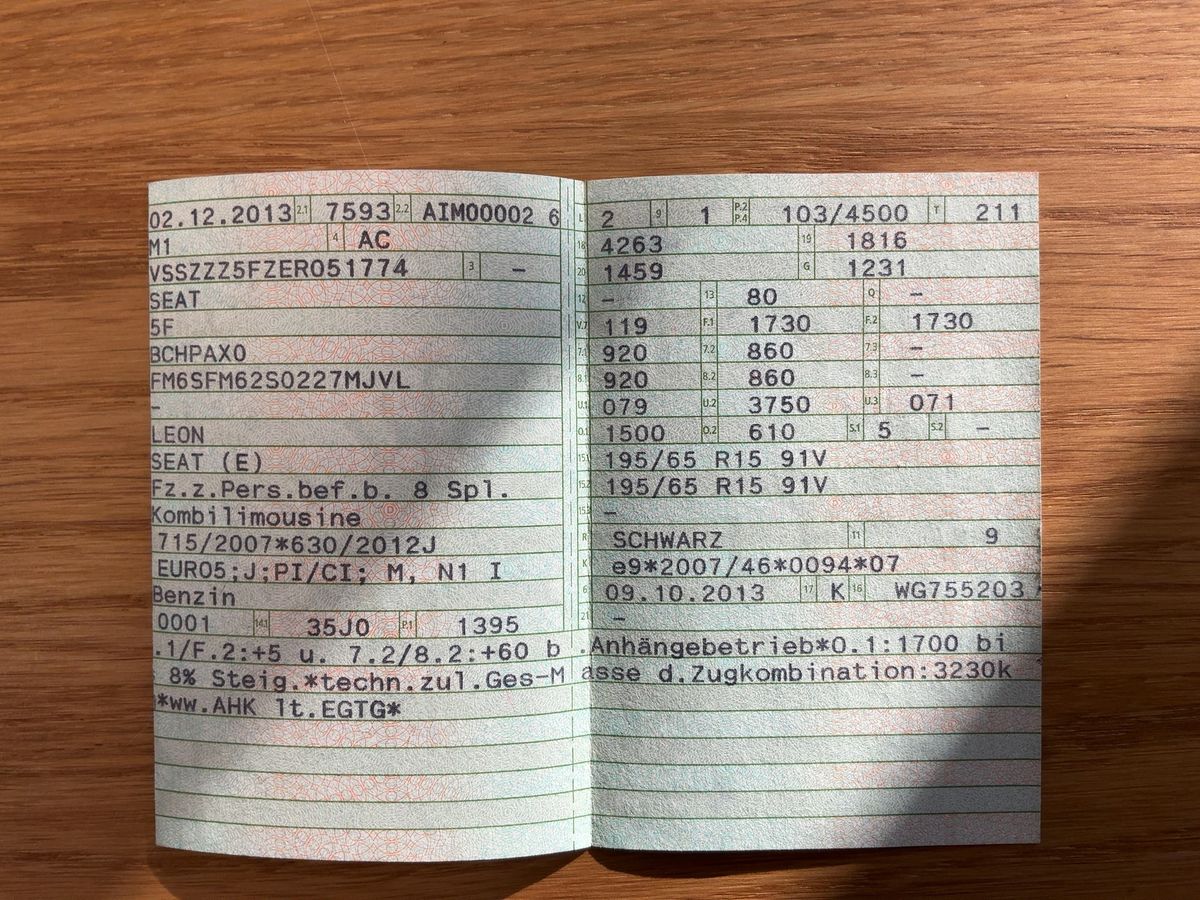 02.12.2013 2.1 7593 2.2 AIM00002 6
M1 4 AC
VSSZZZ5FZER051774 3 –
SEAT
5F
BCHPAX0
FM6SFM62S0227MJVL
–
LEON
SEAT (E)
Fz.z.Pers.bef.b. 8 Spl.
Kombilimousine
715/2007*630/2012J
EURO5;J;PI/CI; M, N1 I
Benzin
0001 14.1 35J0 P.1 1395
.1/F.2:+5 u. 7.2/8.2:+60 b
8% Steig.*techn.zul.Ges-M
*ww.AHK lt.EGTG*
L 2 9 1 P.2 P.4 103/4500 T 211
18 4263 19 1816
20 1459 G 1231
12 – 13 80 Q –
V.7 119 F.1 1730 F.2 1730
7.1 920 7.2 860 7.3 –
8.1 920 8.2 860 8.3 –
U.1 079 U.2 3750 U.3 071
O.1 1500 O.2 610 S.1 5 S.2 –
15.1 195/65 R15 91V
15.2 195/65 R15 91V
15.3 –
R SCHWARZ 11 9
K e9*2007/46*0094*07
6 09.10.2013 17 K 16 WG755203
21 –
.Anhängebetrieb*0.1:1700 bi
asse d.Zugkombination:3230k